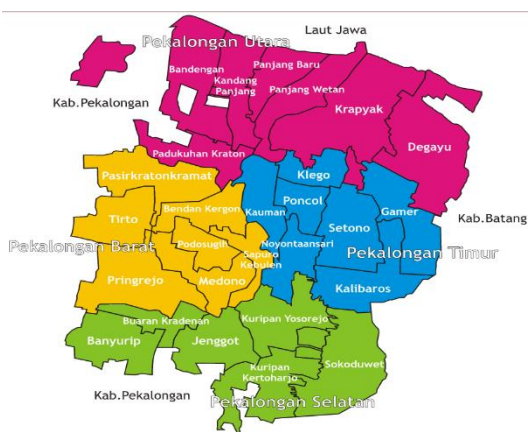 Laut Jawa
Pekalongan Utara
Panjang Baru
Bandengan
Kandang
Panjang
Panjang Wetan
Kab.Pekalongan
Krapyak
Degayu
Padukuhan Kraton
Klego
Pasirkratonkramat
Poncol
Bendan Kergon
Kauman
Gamer
Tirto
Setono
Kab.Batang
Pekalongan Barat
Podosugih
Noyontaansari
Sapuro
Kebulen
Pekalongan Timur
Pringrejo
Medono
Kalibaros
Buaran Kradenan
Kuripan Yosorejo
Banyurip
Jenggot
Sokoduwet
Kuripan
Kertoharjo
Kab.Pekalongan
Pekalongan Selatan